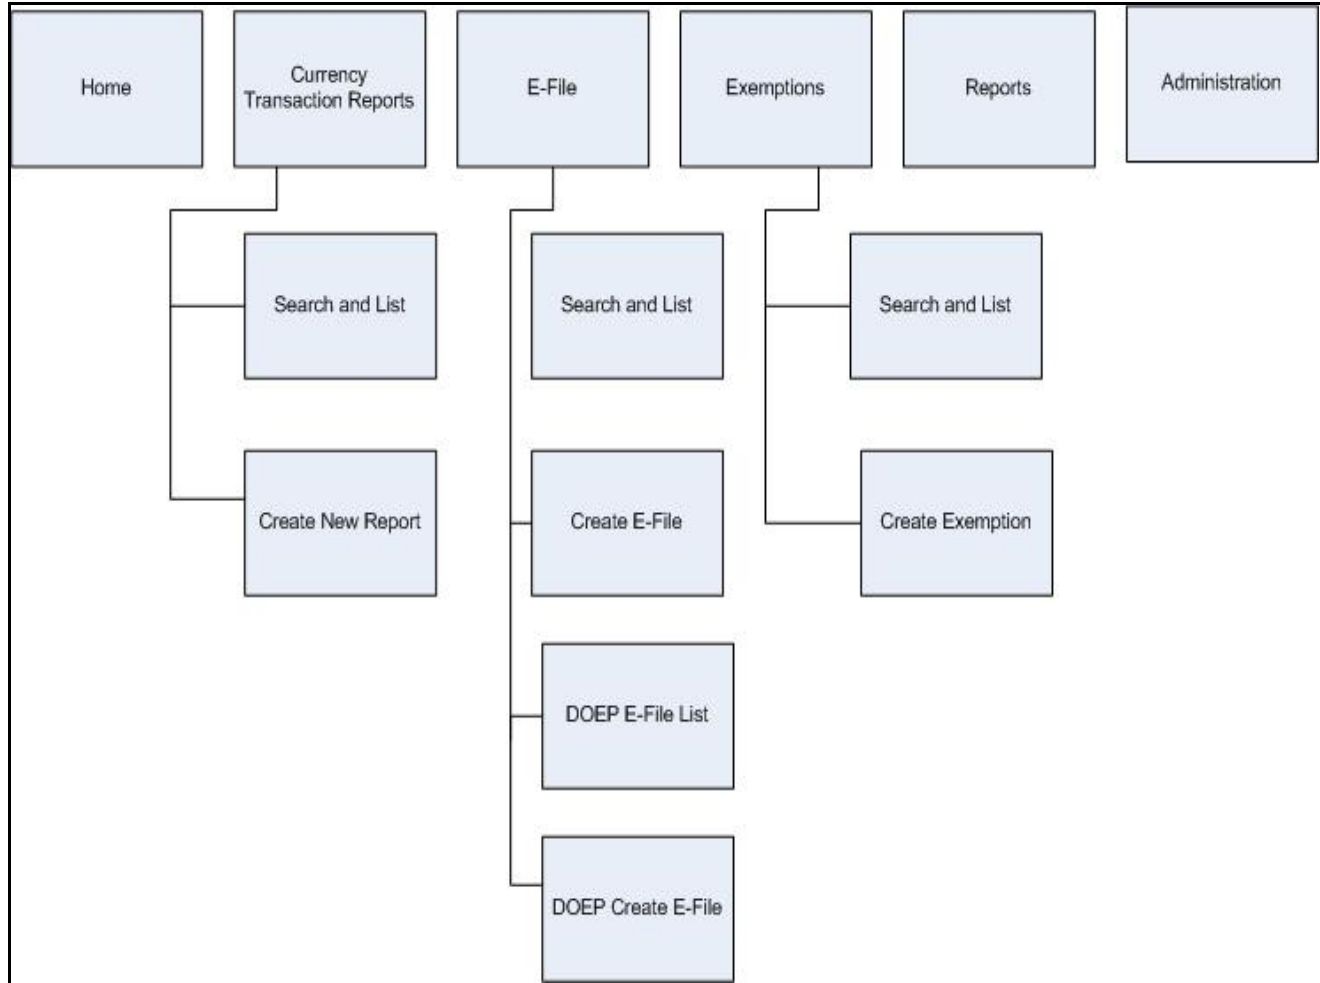 Home
Currency
Transaction Reports
E-File
Exemptions
Reports
Administration
Search and List
Search and List
Search and List
Create New Report
Create E-File
Create Exemption
DOEP E-File List
DOEP Create E-File